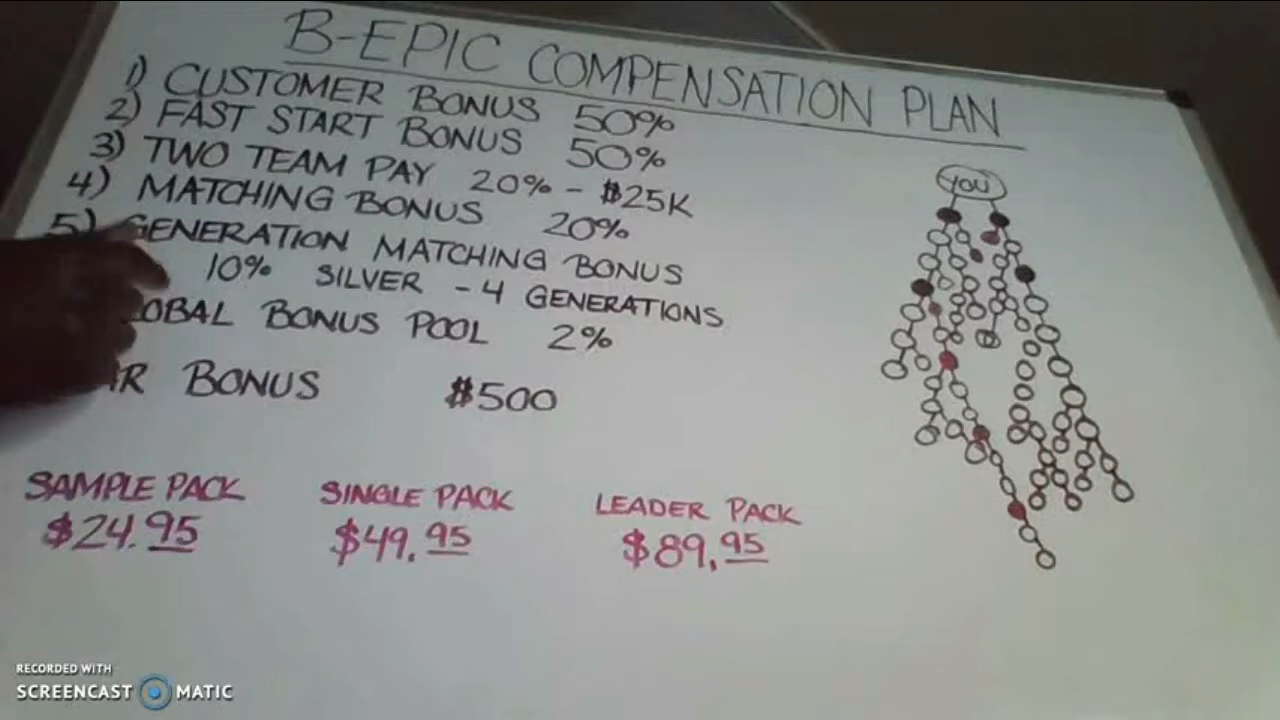 B-EPIC COMPENSATION PLAN
1) CUSTOMER BONUS 50%
2) FAST START BONUS 50%
3) TWO TEAM PAY 20% - $25K
4) MATCHING BONUS 20%
5) GENERATION MATCHING BONUS
10% SILVER - 4 GENERATIONS
OBAL BONUS POOL 2%
R BONUS $500
YOU
SAMPLE PACK
$24.95
SINGLE PACK
$49.95
LEADER PACK
$89,95
RECORDED WITH
SCREENCAST MATIC